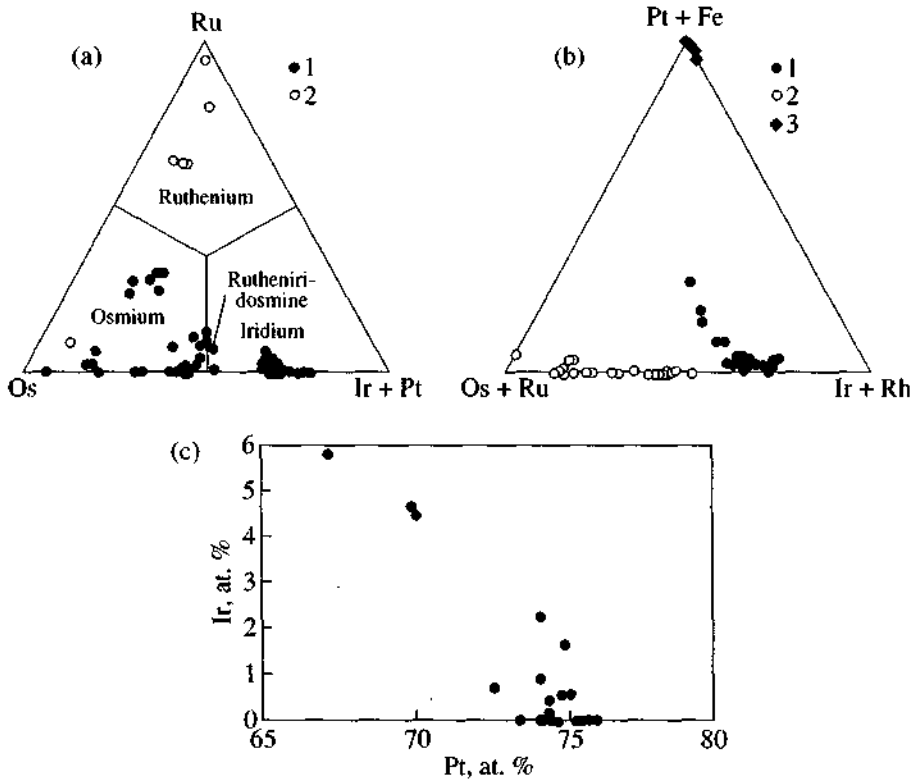 (a)
Ru
1
2
Ruthenium
Rutheniri-
dosmine
Osmium
Iridium
Os
Ir + Pt
(b)
Pt + Fe
1
2
3
Os + Ru
Ir + Rh
(c)
6
5
4
3
2
1
0
Ir, at. %
65
70
75
80
Pt, at. %